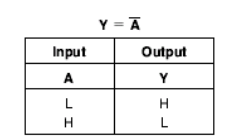 Y = A̅
Input Output
A Y
L H
H L